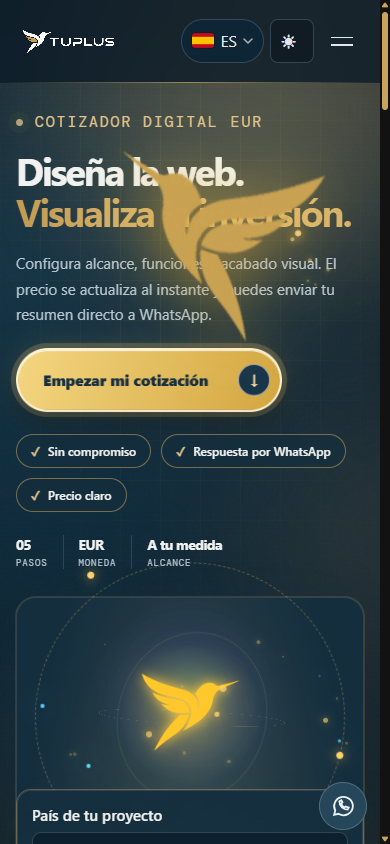 TUPLUS
ES
COTIZADOR DIGITAL EUR
Diseña la web.
Visualiza inversión.
Configura alcance, funciones acabado visual. El
precio se actualiza al instante puedes enviar tu
resumen directo a WhatsApp.
Empezar mi cotización
✓ Sin compromiso
✓ Respuesta por WhatsApp
✓ Precio claro
05 EUR A tu medida
PASOS MONEDA ALCANCE
País de tu proyecto